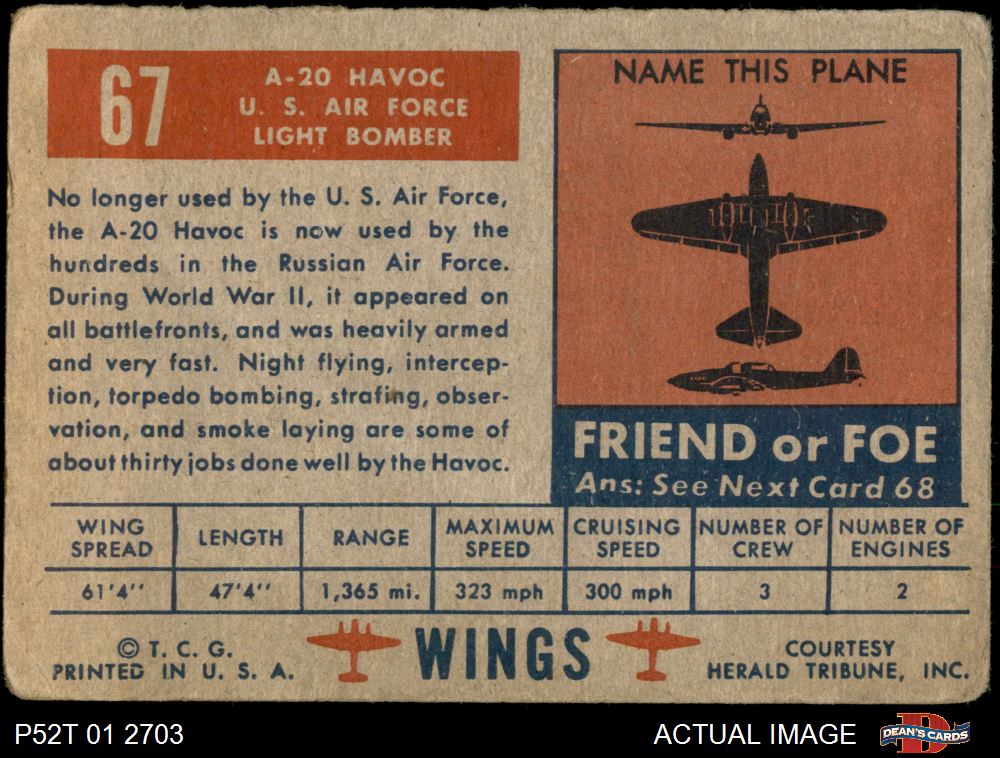 67
A-20 HAVOC
U. S. AIR FORCE
LIGHT BOMBER
No longer used by the U. S. Air Force,
the A-20 Havoc is now used by the
hundreds in the Russian Air Force.
During World War II, it appeared on
all battlefronts, and was heavily armed
and very fast. Night flying, intercep-
tion, torpedo bombing, strafing, obser-
vation, and smoke laying are some of
about thirty jobs done well by the Havoc.
NAME THIS PLANE
FRIEND or FOE
Ans: See Next Card 68
WING SPREAD LENGTH RANGE MAXIMUM SPEED CRUISING SPEED NUMBER OF CREW NUMBER OF ENGINES
61'4'' 47'4'' 1,365 mi. 323 mph 300 mph 3 2
© T. C. G.
PRINTED IN U. S. A.
WINGS
COURTESY
HERALD TRIBUNE, INC.
P52T 01 2703
ACTUAL IMAGE
D
DEAN'S CARDS